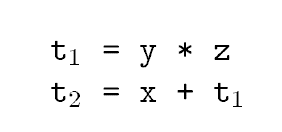 t₁ = y * z
t₂ = x + t₁